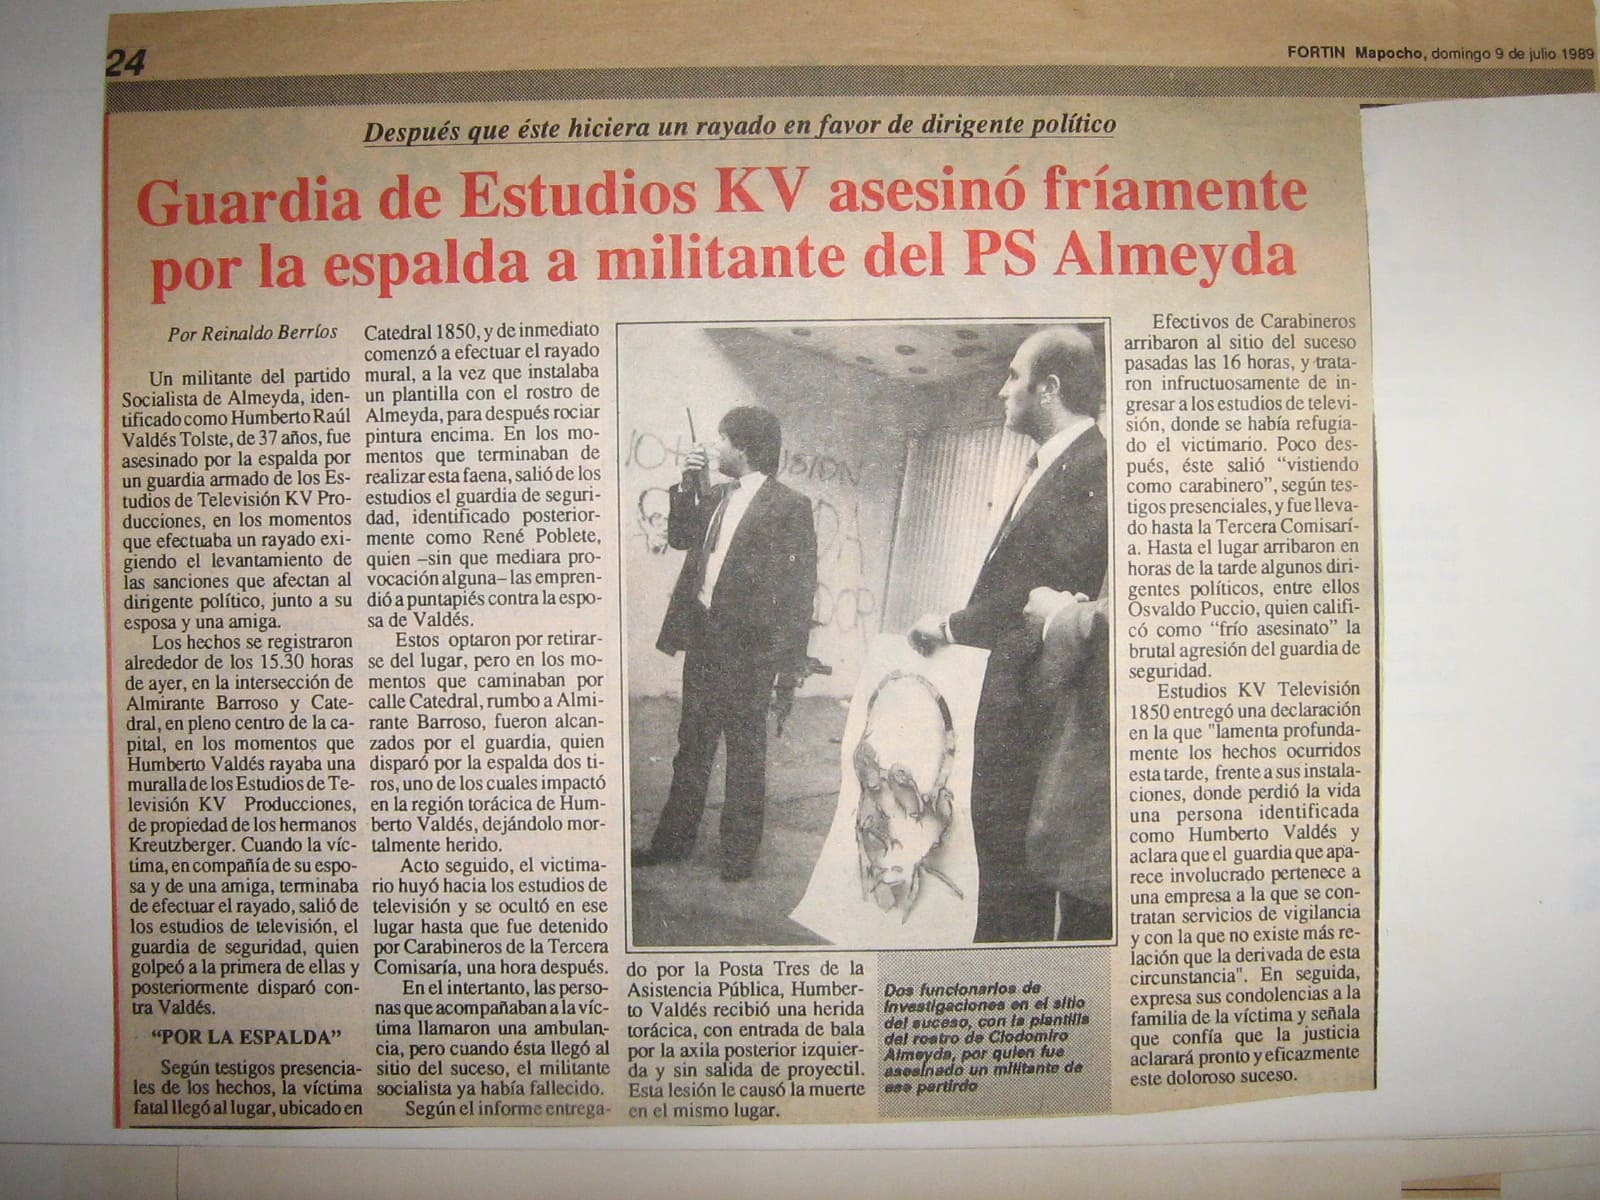 24
FORTIN Mapocho, domingo 9 de julio 1989
Después que éste hiciera un rayado en favor de dirigente político
Guardia de Estudios KV asesinó fríamente
por la espalda a militante del PS Almeyda
Por Reinaldo Berríos
Un militante del partido
Socialista de Almeyda, iden-
tificado como Humberto Raúl
Valdés Tolste, de 37 años, fue
asesinado por la espalda por
un guardia armado de los Es-
tudios de Televisión KV Pro-
ducciones, en los momentos
que efectuaba un rayado exi-
giendo el levantamiento de
las sanciones que afectan al
dirigente político, junto a su
esposa y una amiga.
Los hechos se registraron
alrededor de los 15.30 horas
de ayer, en la intersección de
Almirante Barroso y Cate-
dral, en pleno centro de la ca-
pital, en los momentos que
Humberto Valdés rayaba una
muralla de los Estudios de Te-
levisión KV Producciones,
de propiedad de los hermanos
Kreutzberger. Cuando la víc-
tima, en compañía de su espo-
sa y de una amiga, terminaba
de efectuar el rayado, salió de
los estudios de televisión, el
guardia de seguridad, quien
golpeó a la primera de ellas y
posteriormente disparó con-
tra Valdés.
“POR LA ESPALDA”
Según testigos presencia-
les de los hechos, la víctima
fatal llegó al lugar, ubicado en
Catedral 1850, y de inmediato
comenzó a efectuar el rayado
mural, a la vez que instalaba
un plantilla con el rostro de
Almeyda, para después rociar
pintura encima. En los mo-
mentos que terminaban de
realizar esta faena, salió de los
estudios el guardia de seguri-
dad, identificado posterior-
mente como René Poblete,
quien –sin que mediara pro-
vocación alguna– las empren-
dió a puntapiés contra la espo-
sa de Valdés.
Estos optaron por retirar-
se del lugar, pero en los mo-
mentos que caminaban por
calle Catedral, rumbo a Almi-
rante Barroso, fueron alcan-
zados por el guardia, quien
disparó por la espalda dos ti-
ros, uno de los cuales impactó
en la región torácica de Hum-
berto Valdés, dejándolo mor-
talmente herido.
Acto seguido, el victima-
rio huyó hacia los estudios de
televisión y se ocultó en ese
lugar hasta que fue detenido
por Carabineros de la Tercera
Comisaría, una hora después.
En el intertanto, las perso-
nas que acompañaban a la víc-
tima llamaron una ambulan-
cia, pero cuando ésta llegó al
sitio del suceso, el militante
socialista ya había fallecido.
Según el informe entrega-
do por la Posta Tres de la
Asistencia Pública, Humber-
to Valdés recibió una herida
torácica, con entrada de bala
por la axila posterior izquier-
da y sin salida de proyectil.
Esta lesión le causó la muerte
en el mismo lugar.
Dos funcionarios de
Investigaciones en el sitio
del suceso, con la plantilla
del rostro de Clodomiro
Almeyda, por quien fue
asesinado un militante de
ese partirdo
Efectivos de Carabineros
arribaron al sitio del suceso
pasadas las 16 horas, y trata-
ron infructuosamente de in-
gresar a los estudios de televi-
sión, donde se había refugia-
do el victimario. Poco des-
pués, éste salió “vistiendo
como carabinero”, según tes-
tigos presenciales, y fue lleva-
do hasta la Tercera Comisarí-
a. Hasta el lugar arribaron en
horas de la tarde algunos diri-
gentes políticos, entre ellos
Osvaldo Puccio, quien califi-
có como “frío asesinato” la
brutal agresión del guardia de
seguridad.
Estudios KV Televisión
1850 entregó una declaración
en la que "lamenta profunda-
mente los hechos ocurridos
esta tarde, frente a sus instala-
ciones, donde perdió la vida
una persona identificada
como Humberto Valdés y
aclara que el guardia que apa-
rece involucrado pertenece a
una empresa a la que se con-
tratan servicios de vigilancia
y con la que no existe más re-
lación que la derivada de esta
circunstancia". En seguida,
expresa sus condolencias a la
familia de la víctima y señala
que confía que la justicia
aclarará pronto y eficazmente
este doloroso suceso.